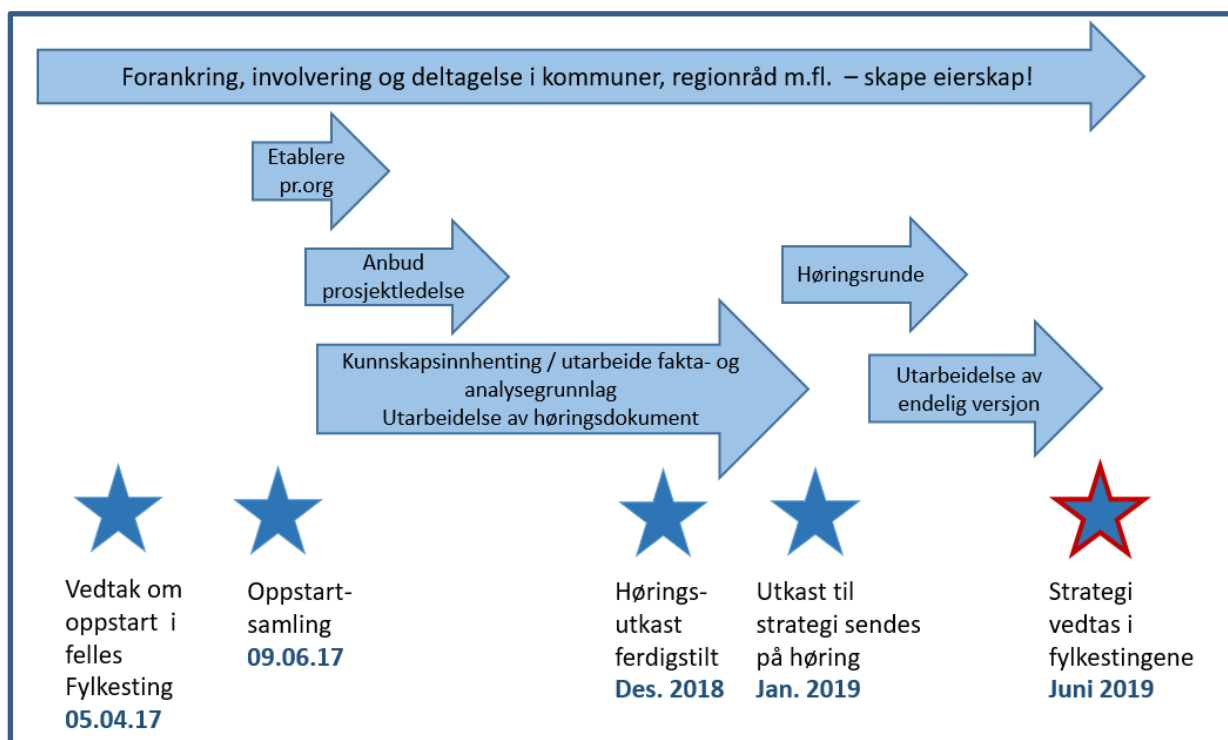 Forankring, involvering og deltagelse i kommuner, regionråd m.fl. – skape eierskap!
Etablere
pr.org
Anbud
prosjektledelse
Høringsrunde
Kunnskapsinnhenting / utarbeide fakta- og
analysegrunnlag
Utarbeidelse av høringsdokument
Utarbeidelse av
endelig versjon
Vedtak om
oppstart i
felles
Fylkesting
05.04.17
Oppstart-
samling
09.06.17
Hørings-
utkast
ferdigstilt
Des. 2018
Utkast til
strategi sendes
på høring
Jan. 2019
Strategi
vedtas i
fylkestingene
Juni 2019